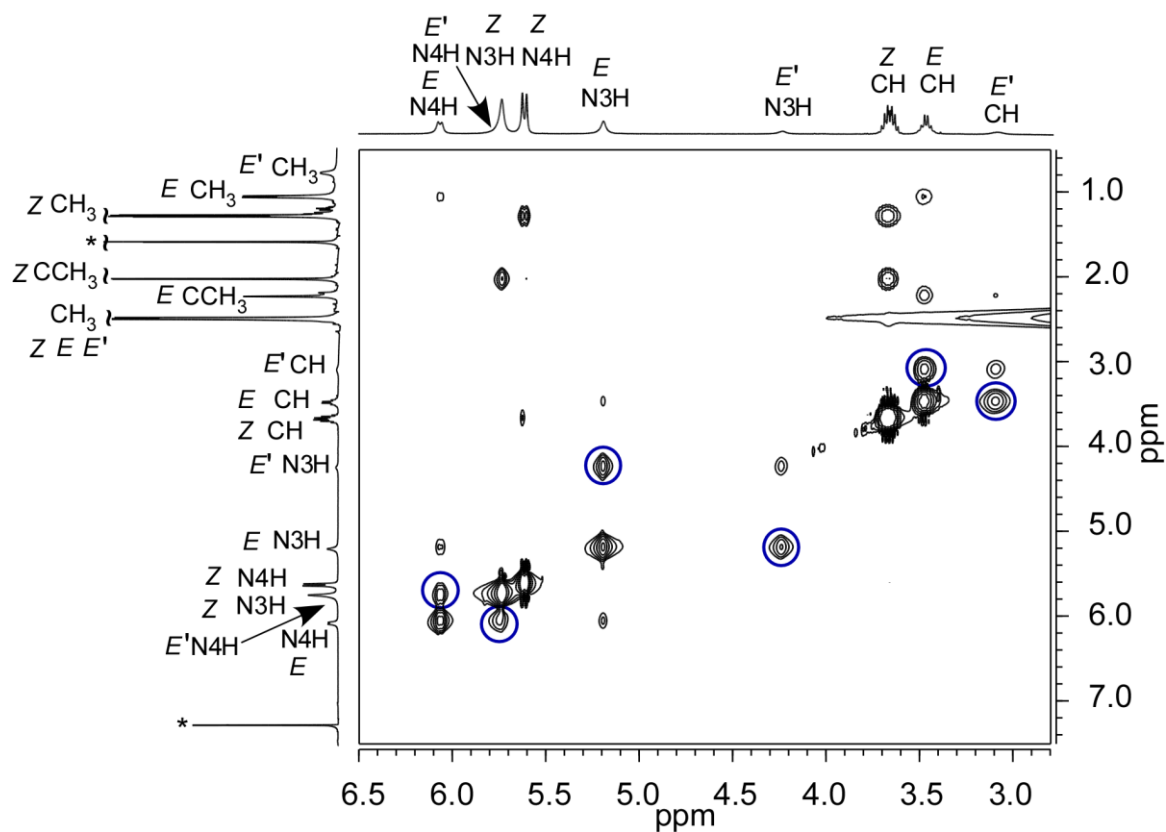 E' Z Z
N4H N3H N4H
E
N4H
E
N3H
E'
N3H
Z
CH
E
CH
E'
CH
E' CH₃
E CH₃
Z CH₃
*
Z CCH₃
E CCH₃
CH₃
Z E E'
E' CH
E CH
Z CH
E' N3H
E N3H
Z N4H
Z N3H
E'N4H
N4H
E
*
1.0
2.0
3.0
4.0
5.0
6.0
7.0
ppm
6.5 6.0 5.5 5.0 4.0 3.5 3.0
ppm